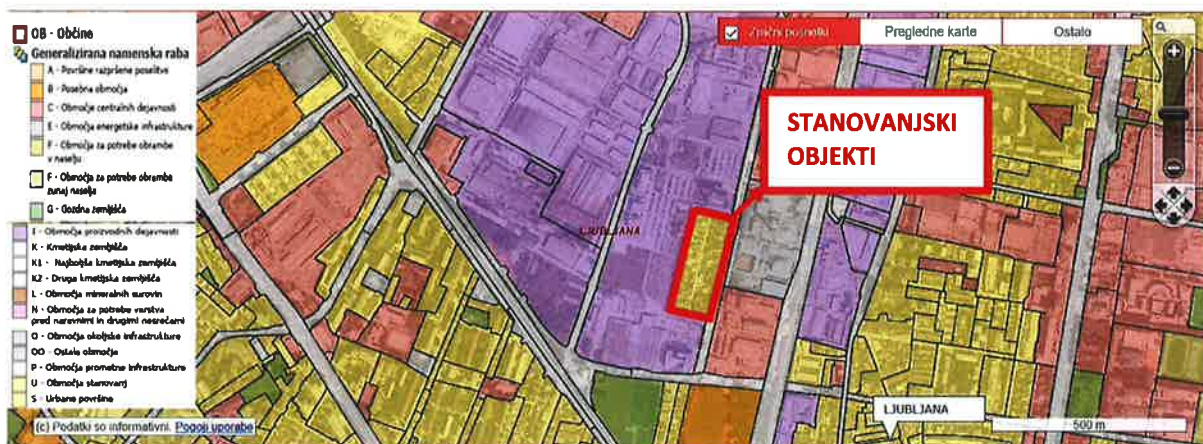 OB - Občine
Generalizirana namenska raba
A - Površine razpršene poselitve
B - Posebna območja
C - Območja centralnih dejavnosti
E - Območja energetske infrastrukture
F - Območja za potrebe obrambe
v naselju
F - Območja za potrebe obrambe
zunaj naselja
G - Gozdna zemljišča
I - Območja proizvodnih dejavnosti
K - Kmetijska zemljišča
K1 - Najboljša kmetijska zemljišča
K2 - Druga kmetijska zemljišča
L - Območja mineralnih surovin
N - Območja za potrebe varstva
pred naravnimi in drugimi nesrečami
O - Območja okoljske infrastrukture
OO - Ostala območja
P - Območja prometne infrastrukture
U - Območja stanovanj
S - Urbane površine
(c) Podatki so informativni. Pogoji uporabe
Zračni posnetki
Pregledne karte
Ostalo
STANOVANJSKI
OBJEKTI
LJUBLJANA
LJUBLJANA
500 m